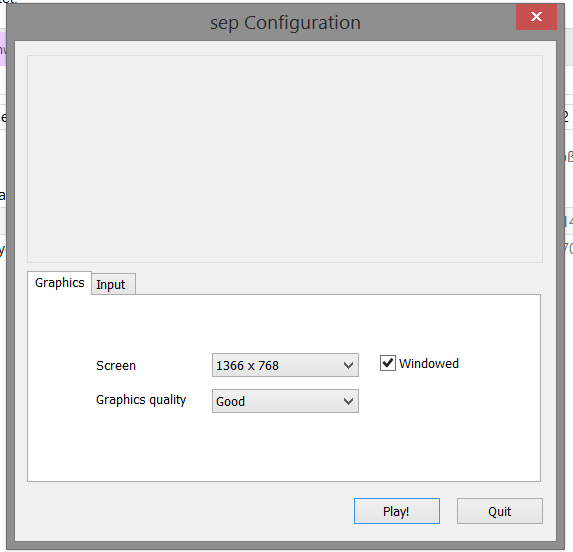 sep Configuration
Graphics
Input
Screen
1366 x 768
Windowed
Graphics quality
Good
Play!
Quit